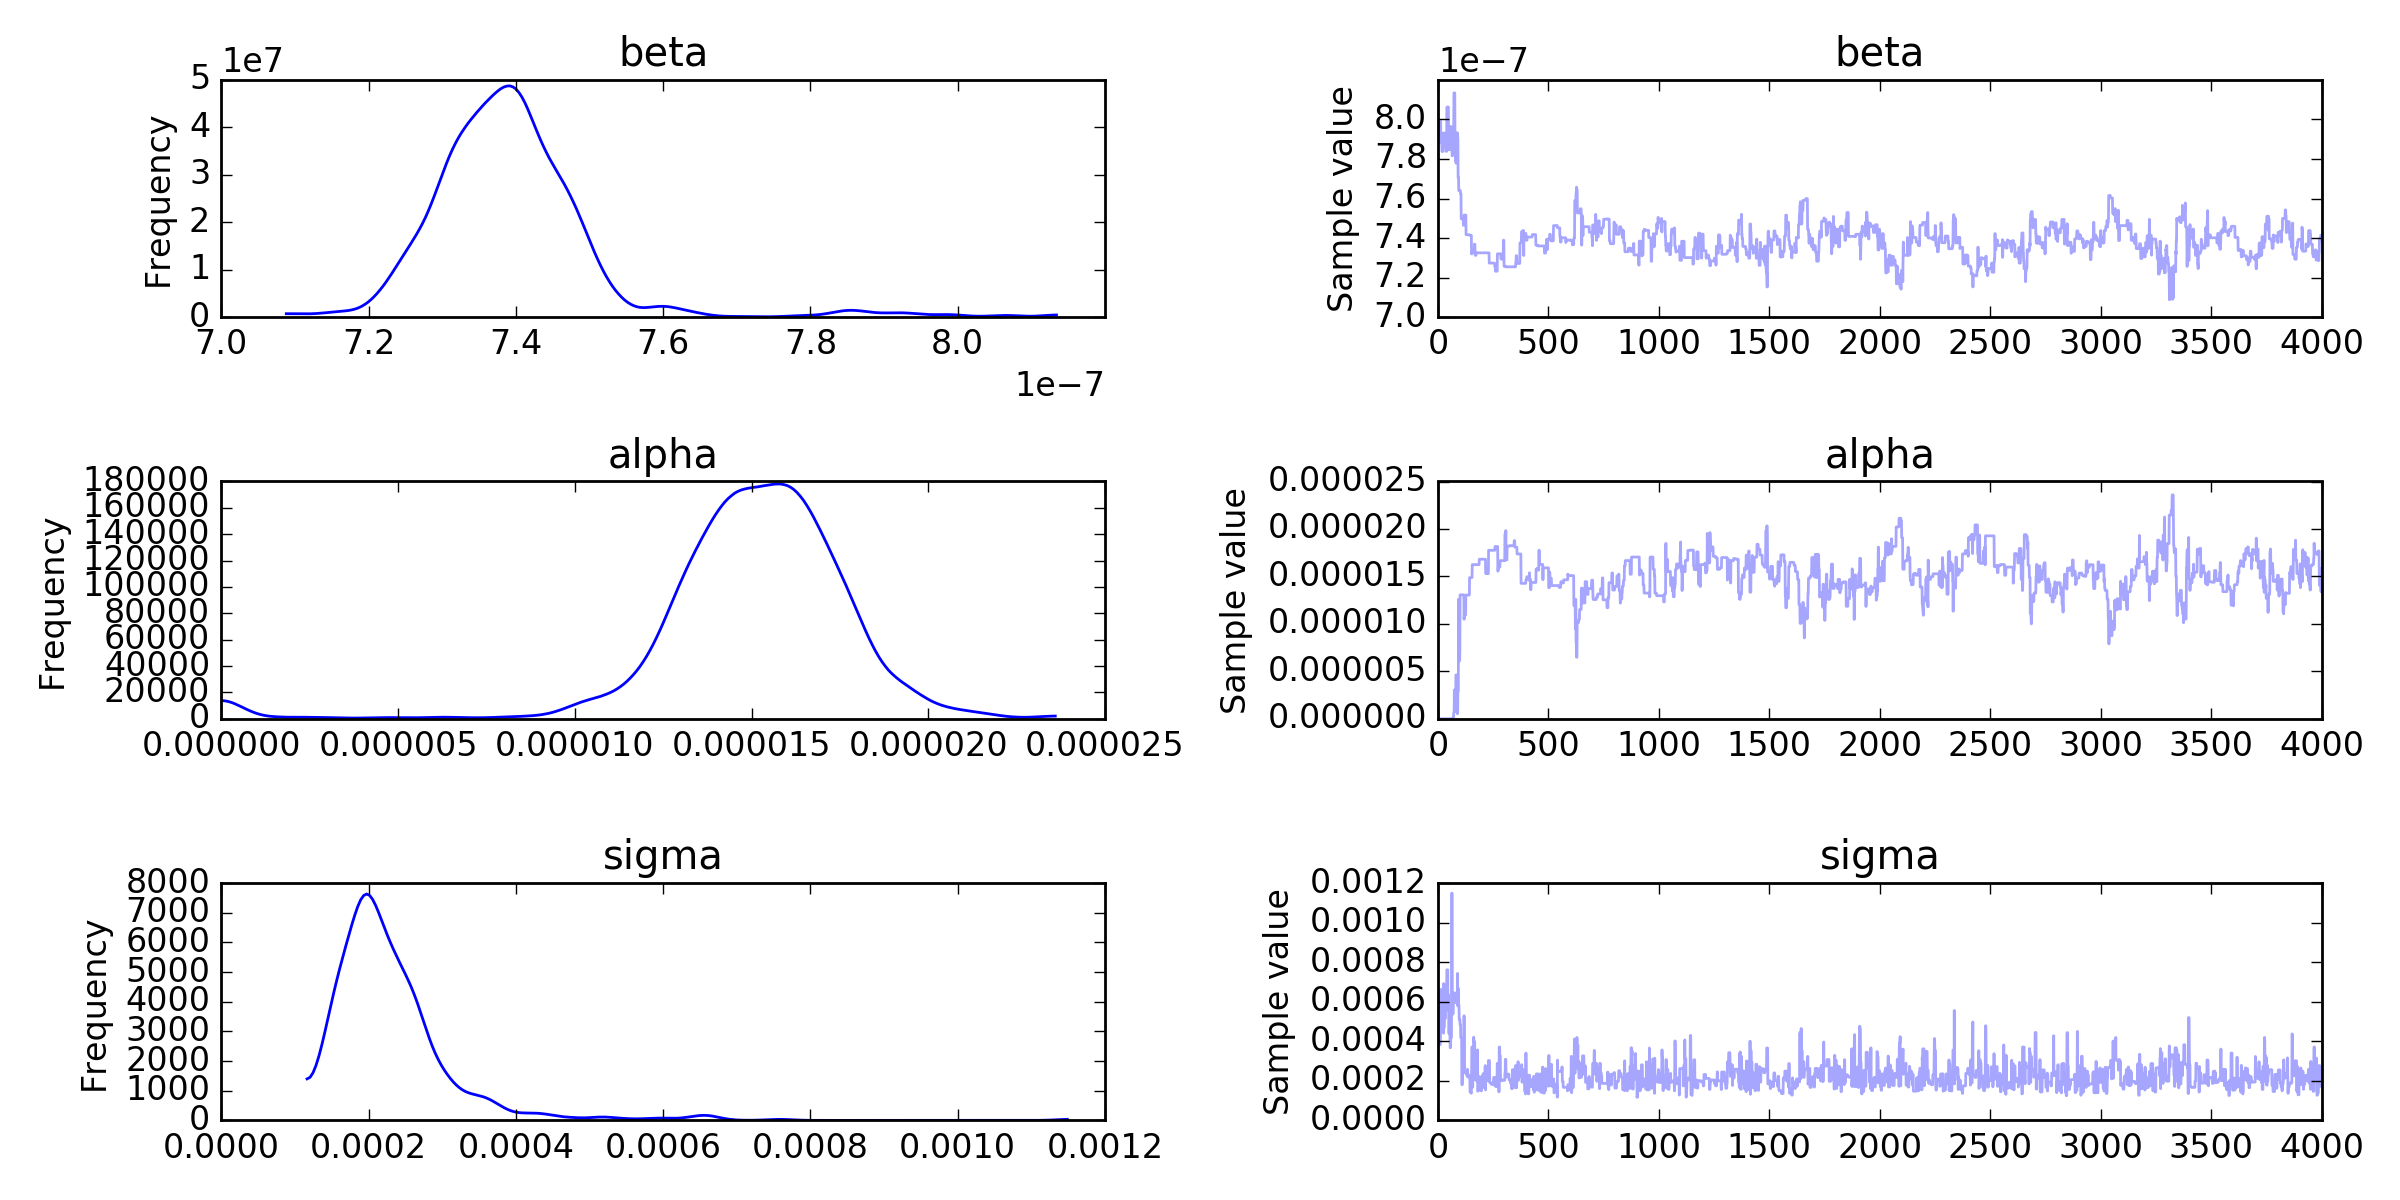 beta
1e7
Frequency
5
4
3
2
1
0
7.0 7.2 7.4 7.6 7.8 8.0
1e−7
beta
1e−7
Sample value
8.0
7.8
7.6
7.4
7.2
7.0
0 500 1000 1500 2000 2500 3000 3500 4000
alpha
Frequency
180000
160000
140000
120000
100000
80000
60000
40000
20000
0
0.000000 0.000005 0.000010 0.000015 0.000020 0.000025
alpha
Sample value
0.000025
0.000020
0.000015
0.000010
0.000005
0.000000
0 500 1000 1500 2000 2500 3000 3500 4000
sigma
Frequency
8000
7000
6000
5000
4000
3000
2000
1000
0
0.0000 0.0002 0.0004 0.0006 0.0008 0.0010 0.0012
sigma
Sample value
0.0012
0.0010
0.0008
0.0006
0.0004
0.0002
0.0000
0 500 1000 1500 2000 2500 3000 3500 4000